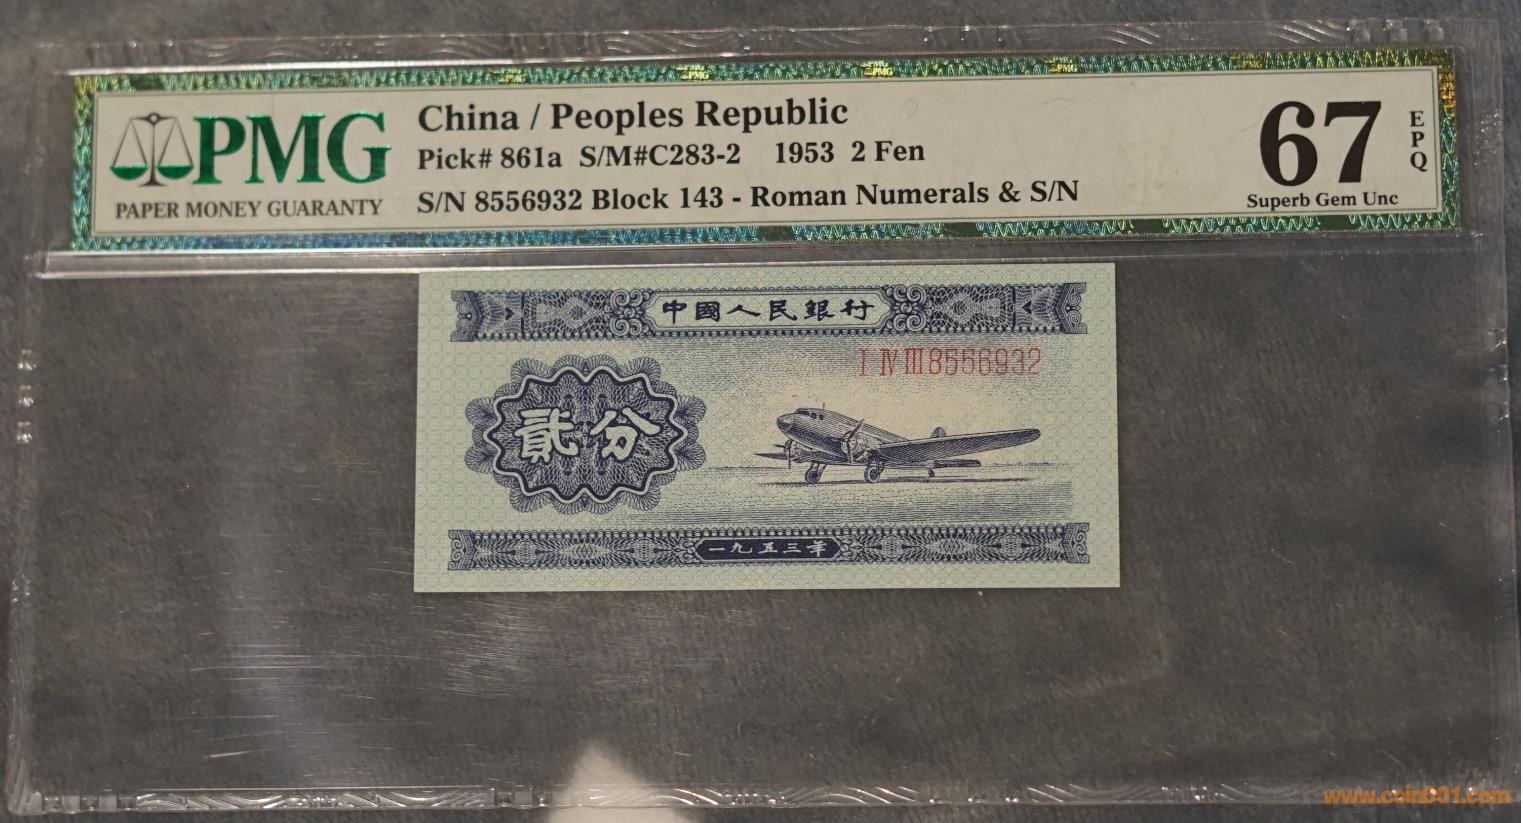 PMG
PAPER MONEY GUARANTY
China / Peoples Republic
Pick# 861a S/M#C283-2 1953 2 Fen
S/N 8556932 Block 143 - Roman Numerals & S/N
67
EPQ
Superb Gem Unc
中國人民銀行
I IV III 8556932
貳分
一九五三年
www.coin001.com